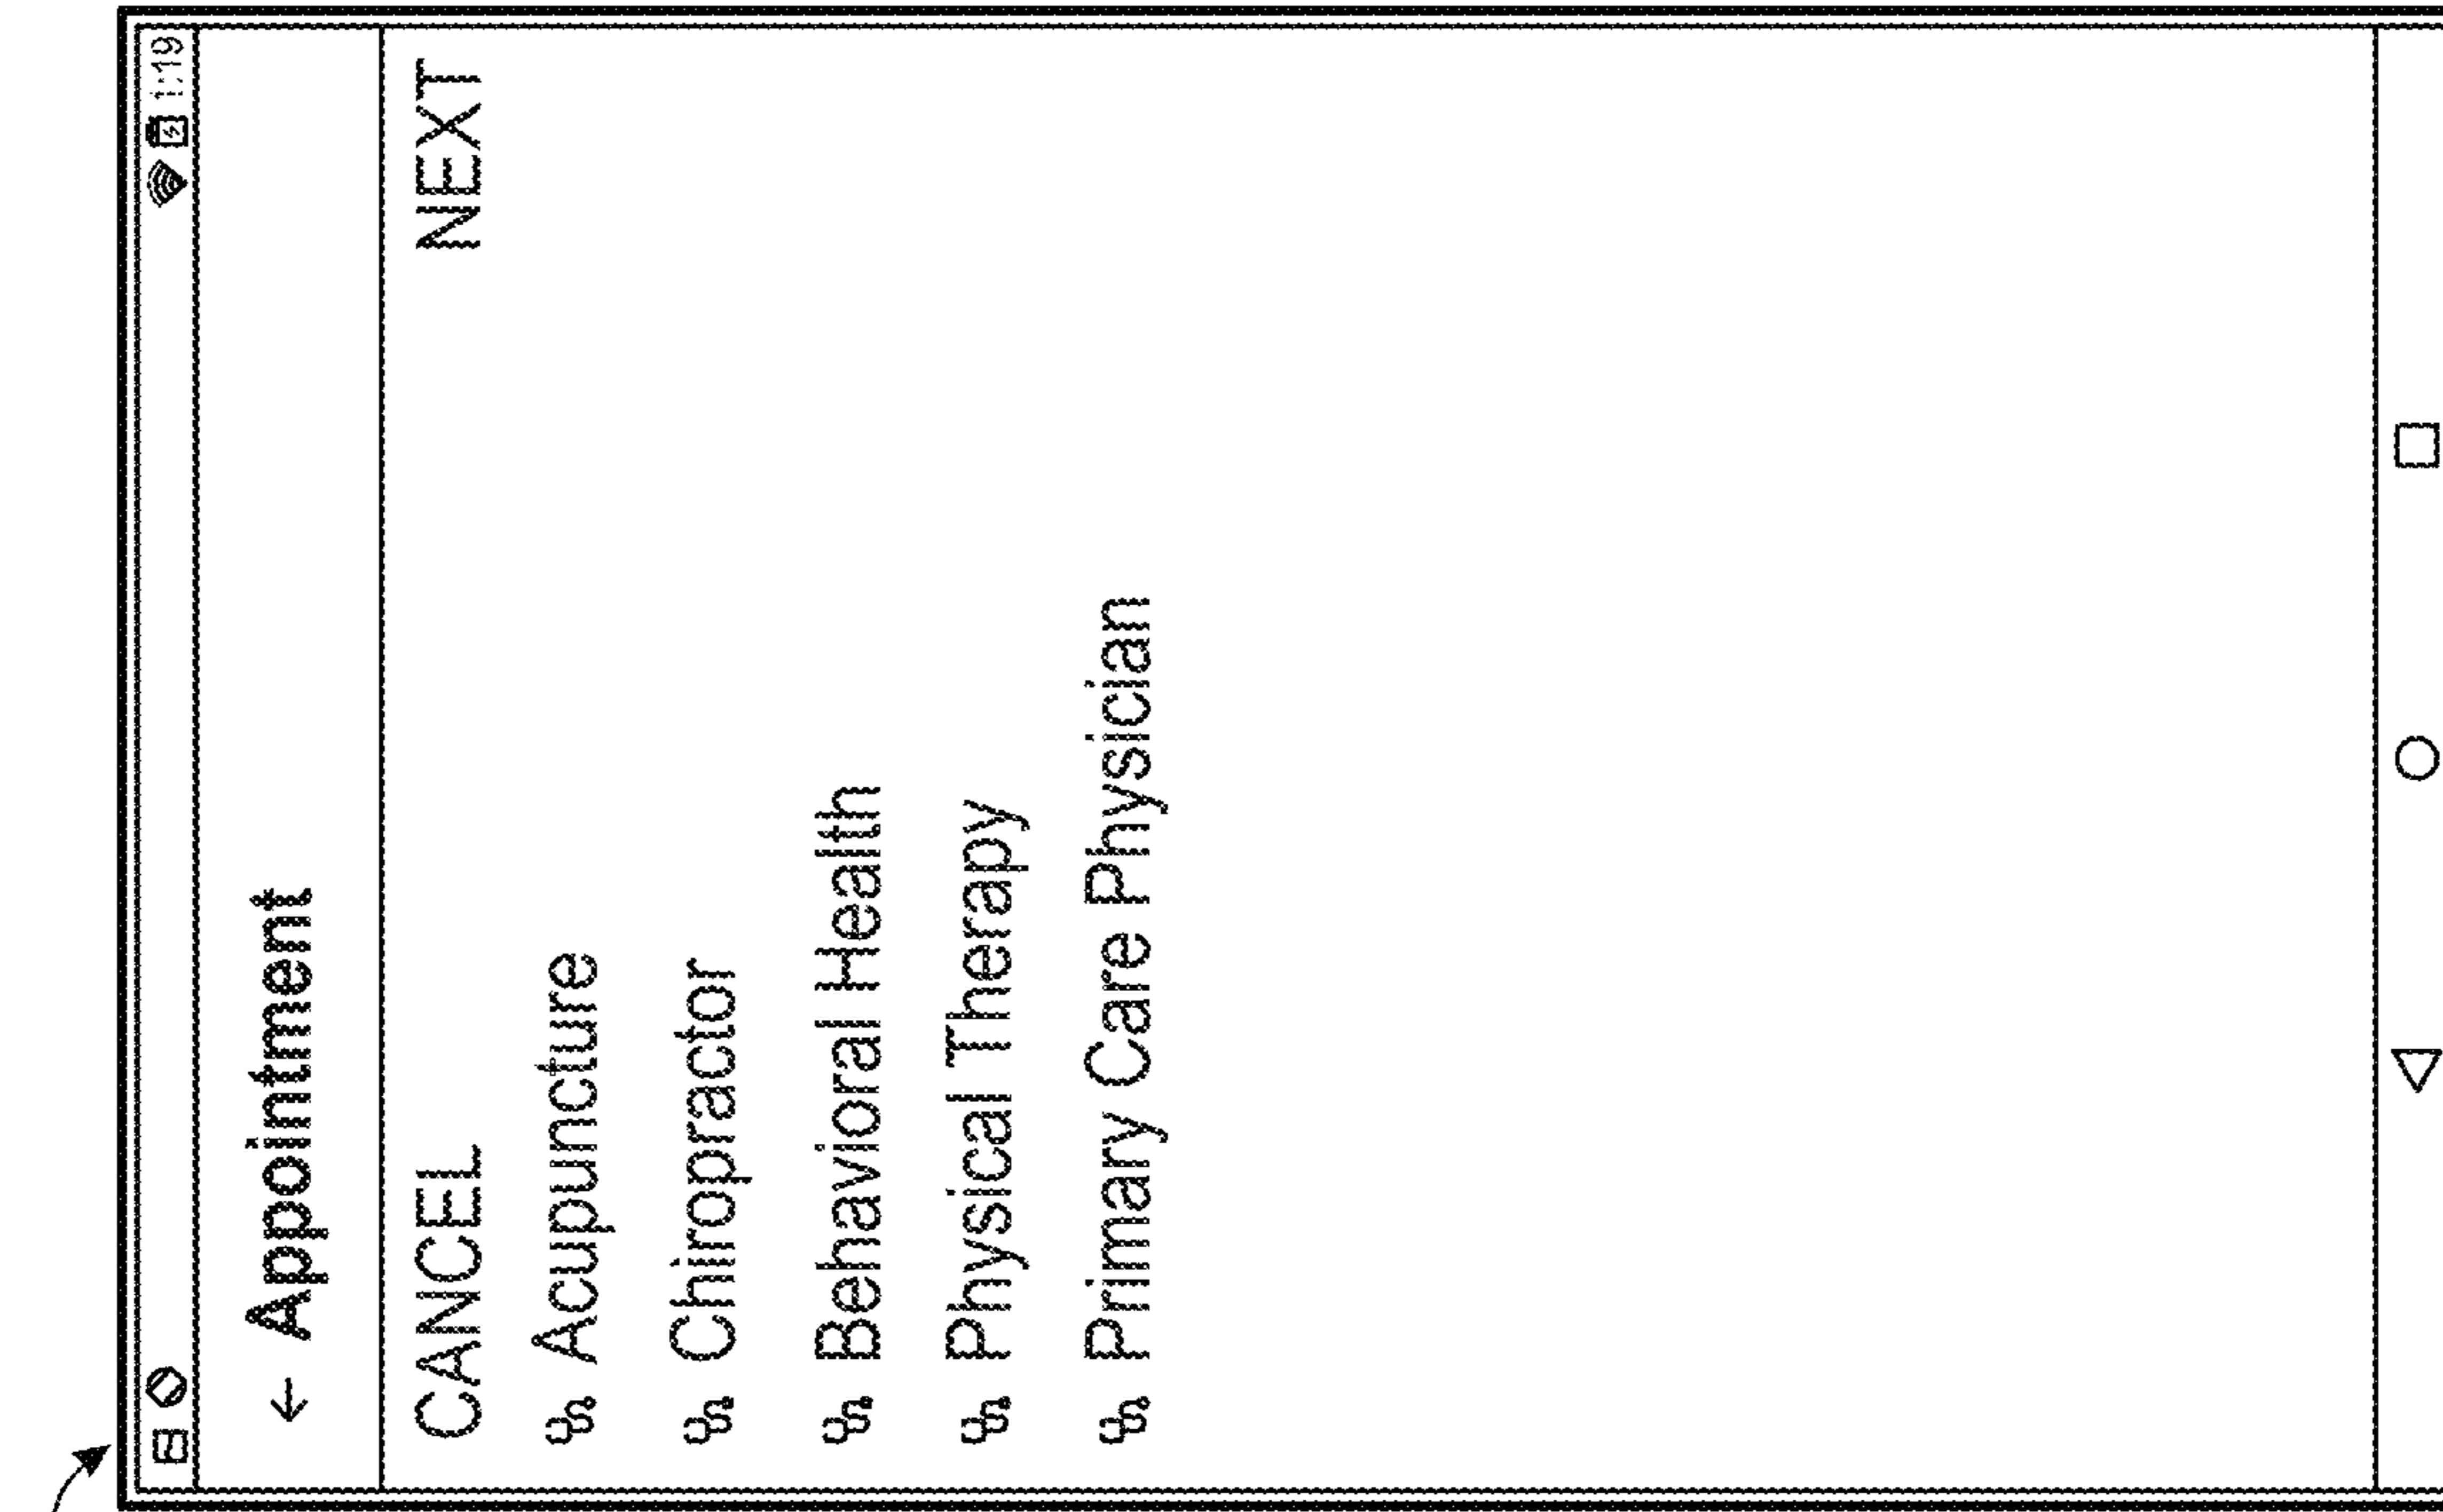 1:19
Appointment
CANCEL NEXT
Acupuncture
Chiropractor
Behavioral Health
Physical Therapy
Primary Care Physician